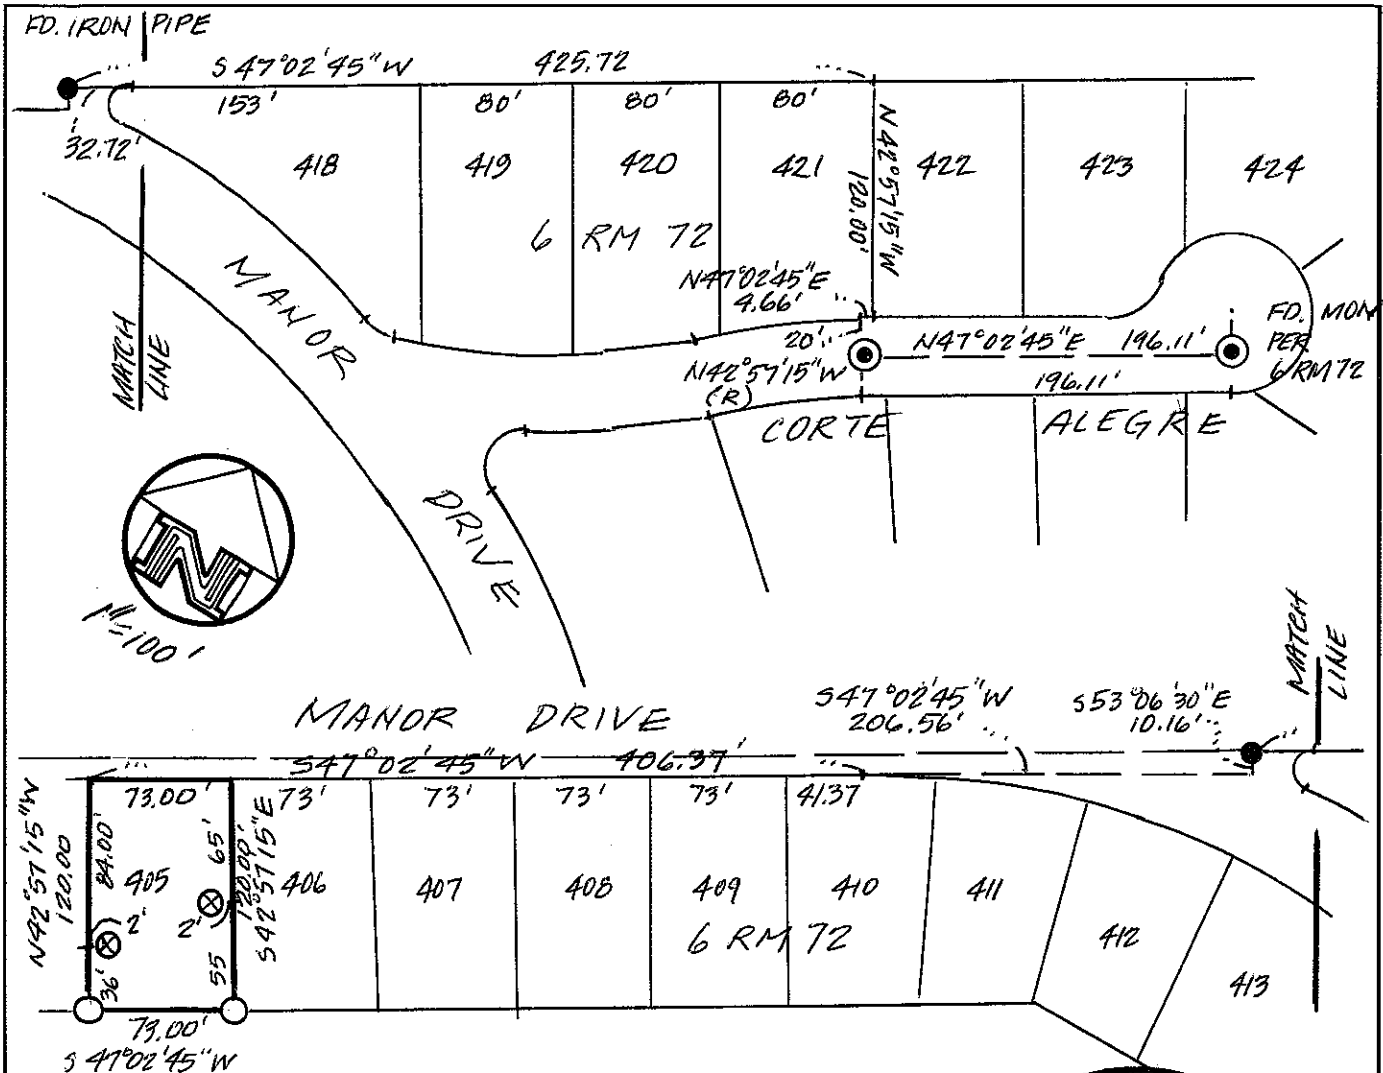 FD. IRON PIPE
S 47°02'45"W
425.72
153'
80'
80'
80'
32.72'
418
419
420
421
422
423
424
N 42°57'15"W
120.00'
6 RM 72
MANOR
N47°02'45"E
4.66'
20'
N47°02'45"E
196.11'
FD. MON
PER
6 RM 72
N42°57'15"W
(R)
196.11'
MATCH
LINE
CORTE
ALEGRE
DRIVE
N
1"=100'
MATCH
LINE
MANOR DRIVE
S47°02'45"W
206.56'
S53°06'30"E
10.16'
S47°02'45"W
406.37'
73.00'
73'
73'
73'
73'
41.37
N42°57'15"W
120.00
84.00'
65'
120.00'
S42°57'15"E
405
406
407
408
409
410
411
412
413
2'
2'
36'
55
6 RM 72
73.00'
S 47°02'45"W